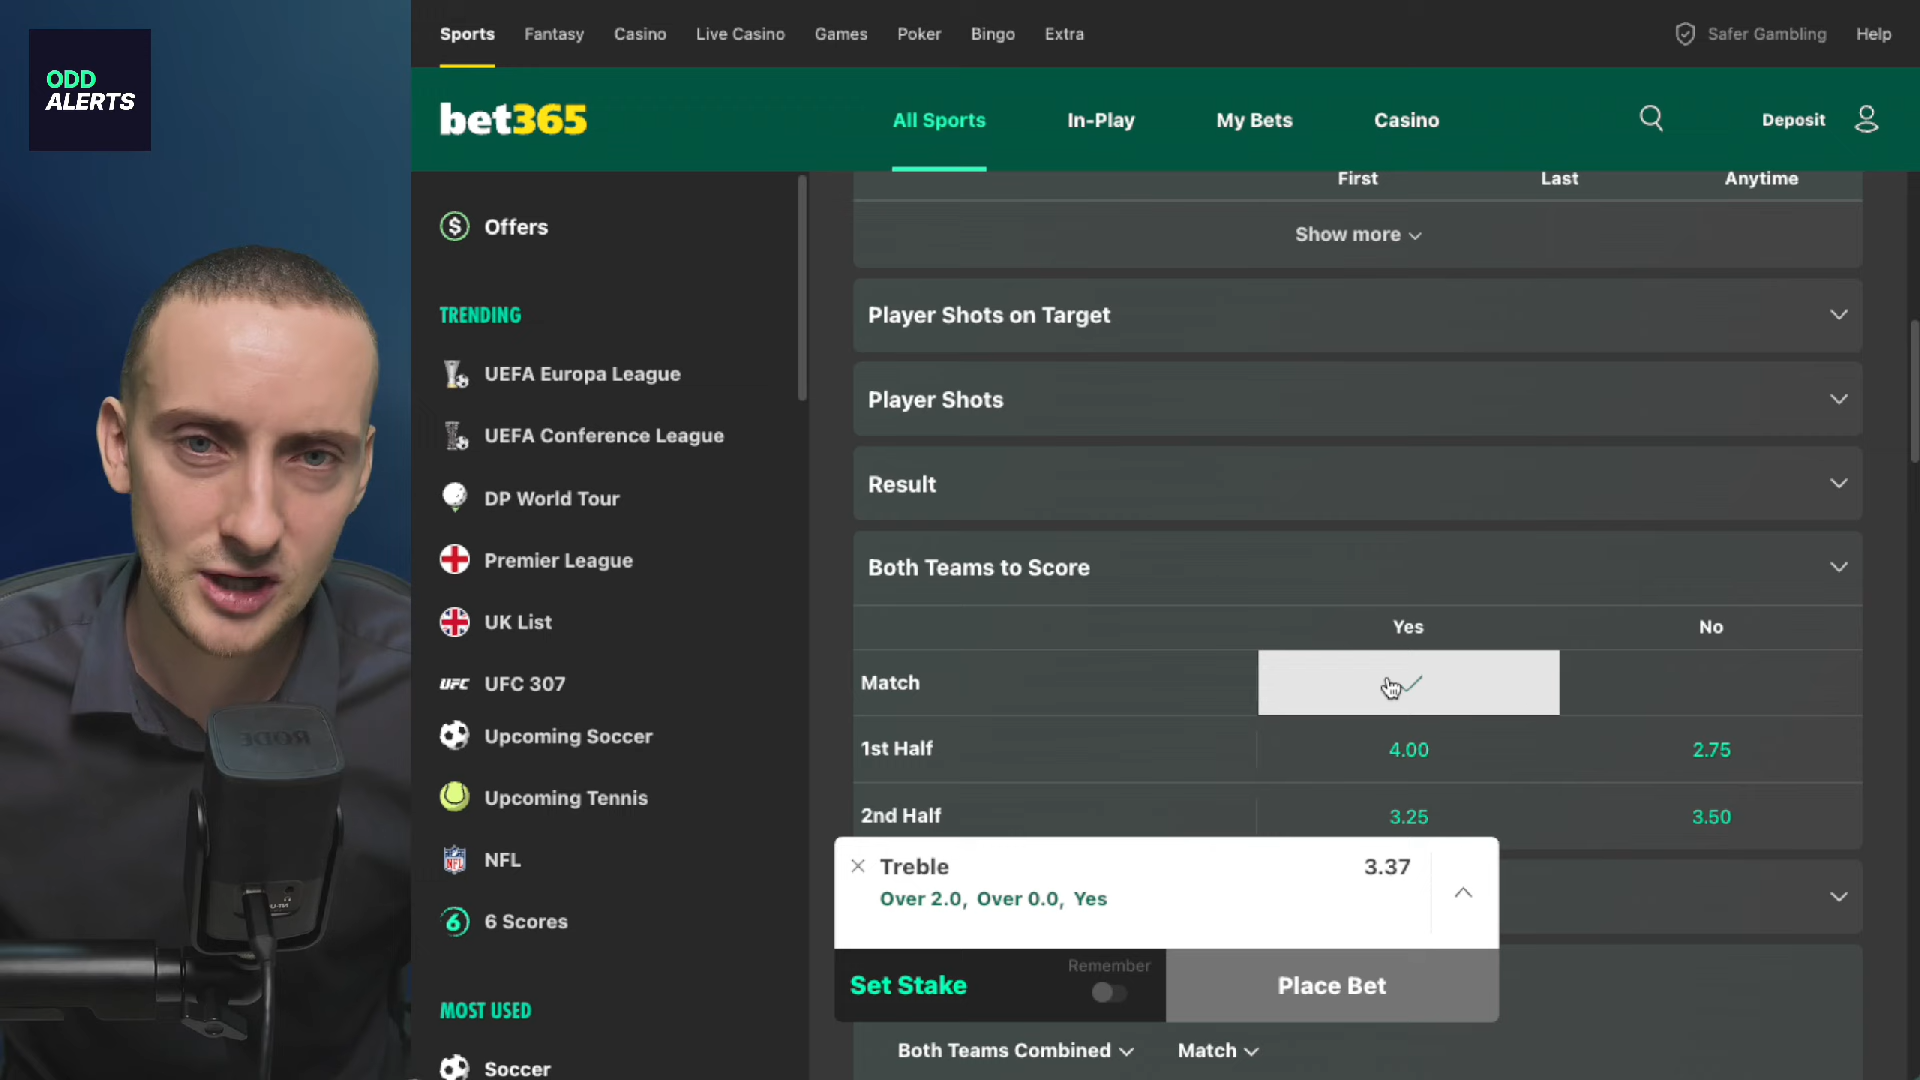 ODD
ALERTS
Sports Fantasy Casino Live Casino Games Poker Bingo Extra Safer Gambling Help
bet365 All Sports In-Play My Bets Casino Deposit
First Last Anytime
Offers
Show more
TRENDING
Player Shots on Target
UEFA Europa League
Player Shots
UEFA Conference League
DP World Tour
Result
Premier League
Both Teams to Score
UK List
Yes No
UFC UFC 307
Match
Upcoming Soccer
1st Half 4.00 2.75
Upcoming Tennis
2nd Half 3.25 3.50
NFL NFL
Treble 3.37
Over 2.0, Over 0.0, Yes
6 6 Scores
Remember
Set Stake Place Bet
MOST USED
Both Teams Combined Match
Soccer
RODE